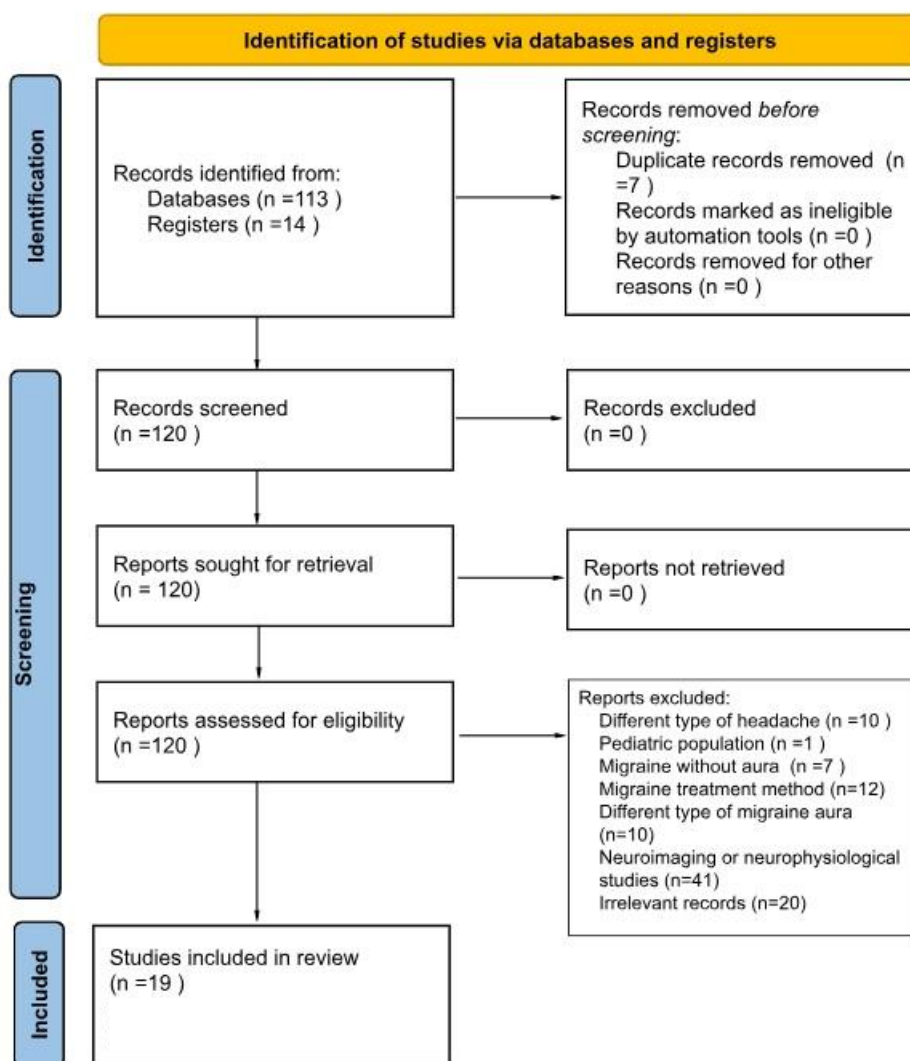 Identification of studies via databases and registers
Identification
Records identified from:
Databases (n =113 )
Registers (n =14 )
Records removed before
screening:
Duplicate records removed  (n
=7 )
Records marked as ineligible
by automation tools (n =0 )
Records removed for other
reasons (n =0 )
Screening
Records screened
(n =120 )
Records excluded
(n =0 )
Reports sought for retrieval
(n = 120)
Reports not retrieved
(n =0 )
Reports assessed for eligibility
(n =120 )
Reports excluded:
Different type of headache (n =10 )
Pediatric population (n =1 )
Migraine without aura  (n =7 )
Migraine treatment method (n=12)
Different type of migraine aura
(n=10)
Neuroimaging or neurophysiological
studies (n=41)
Irrelevant records (n=20)
Included
Studies included in review
(n =19 )